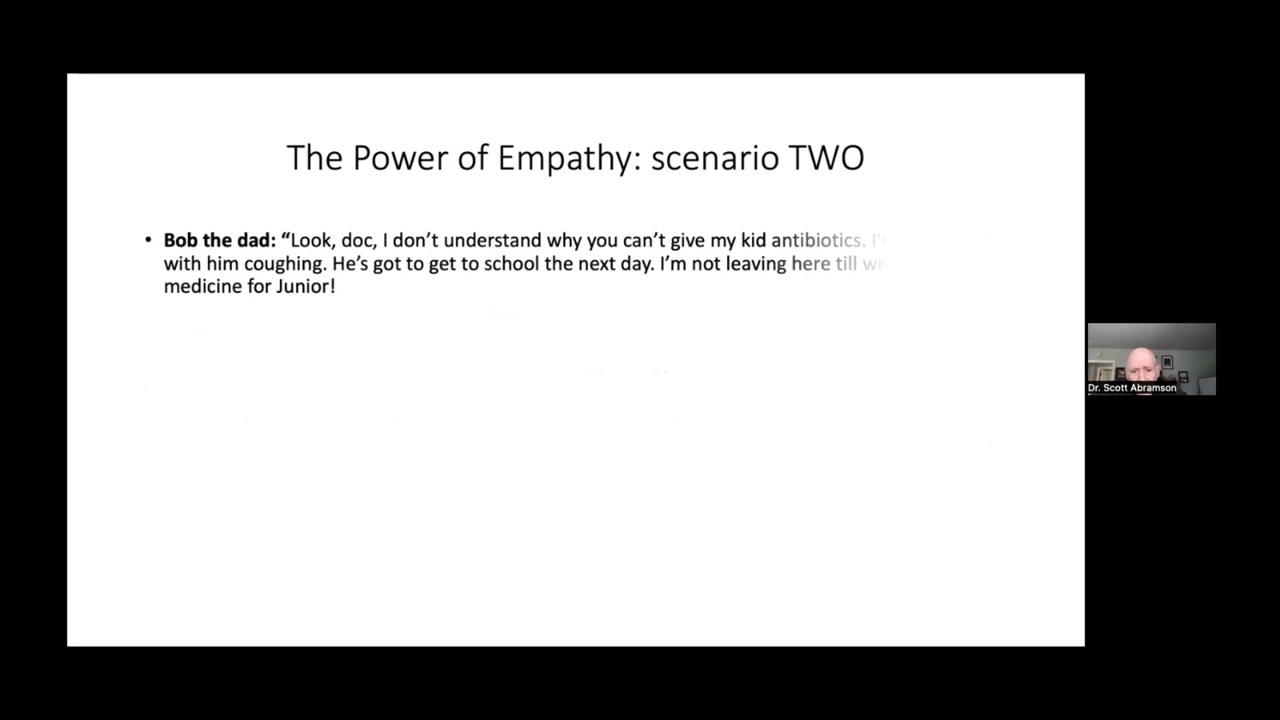 The Power of Empathy: scenario TWO
• Bob the dad: “Look, doc, I don’t understand why you can’t give my kid antibiotics.
with him coughing. He’s got to get to school the next day. I’m not leaving here till we
medicine for Junior!
Dr. Scott Abramson